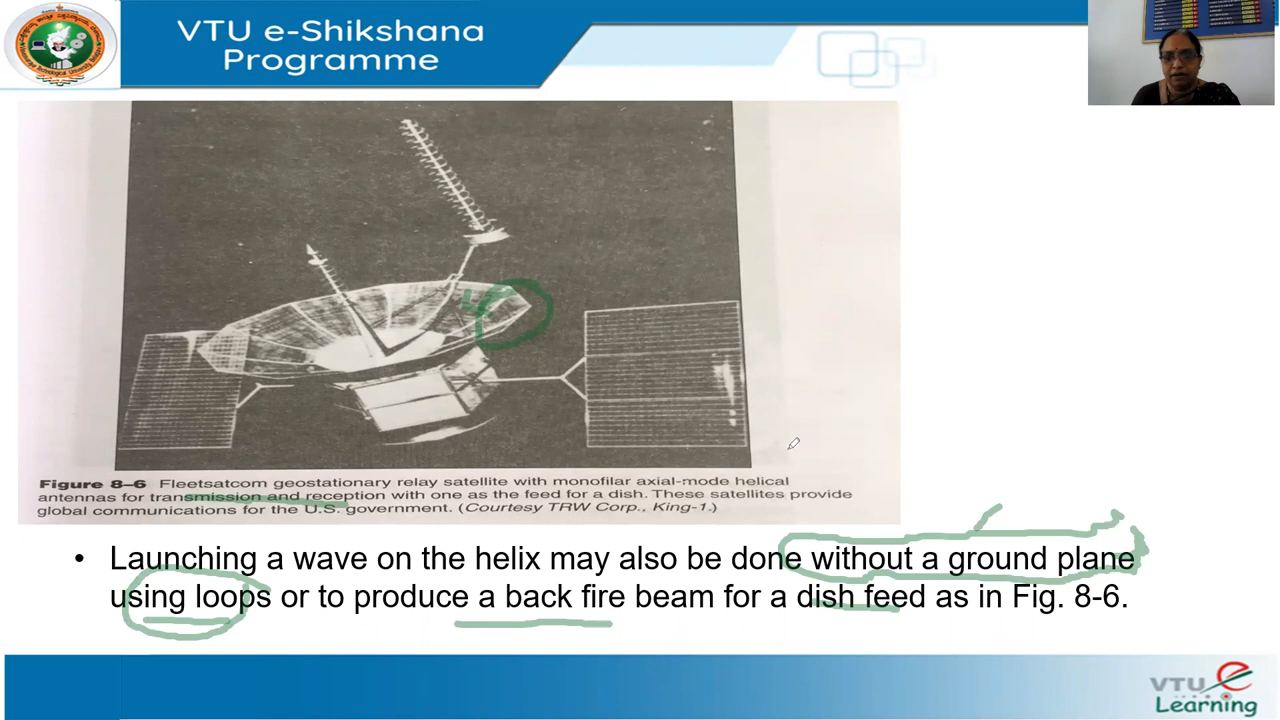 VTU e-Shikshana
Programme
Figure 8–6 Fleetsatcom geostationary relay satellite with monofilar axial-mode helical
antennas for transmission and reception with one as the feed for a dish. These satellites provide
global communications for the U.S. government. (Courtesy TRW Corp., King-1.)
• Launching a wave on the helix may also be done without a ground plane
using loops or to produce a back fire beam for a dish feed as in Fig. 8-6.
VTU e
Learning